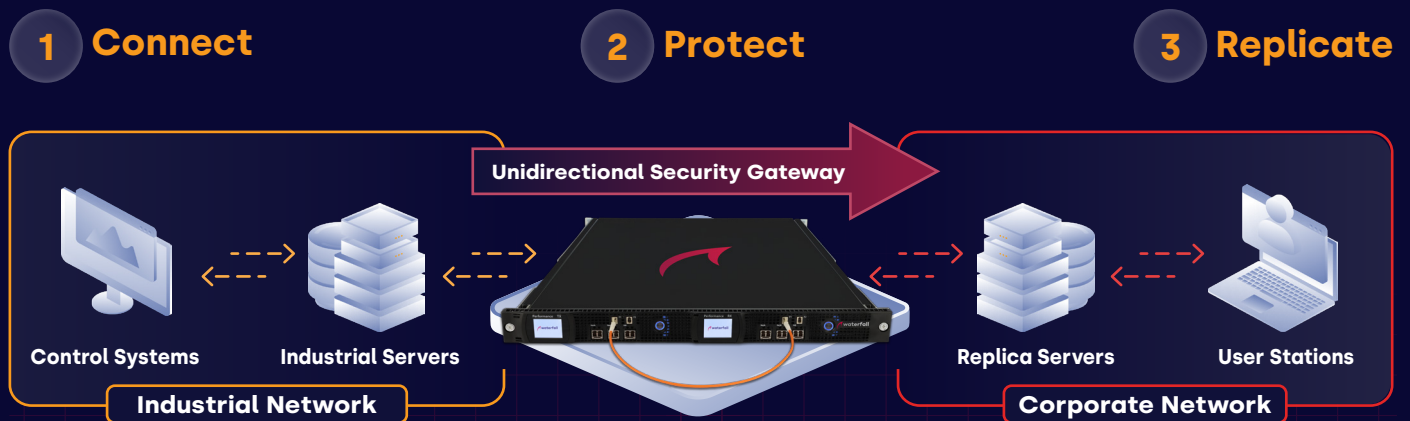 1 Connect
2 Protect
3 Replicate
Unidirectional Security Gateway
Control Systems
Industrial Servers
Replica Servers
User Stations
Industrial Network
Corporate Network
waterfall
waterfall
waterfall